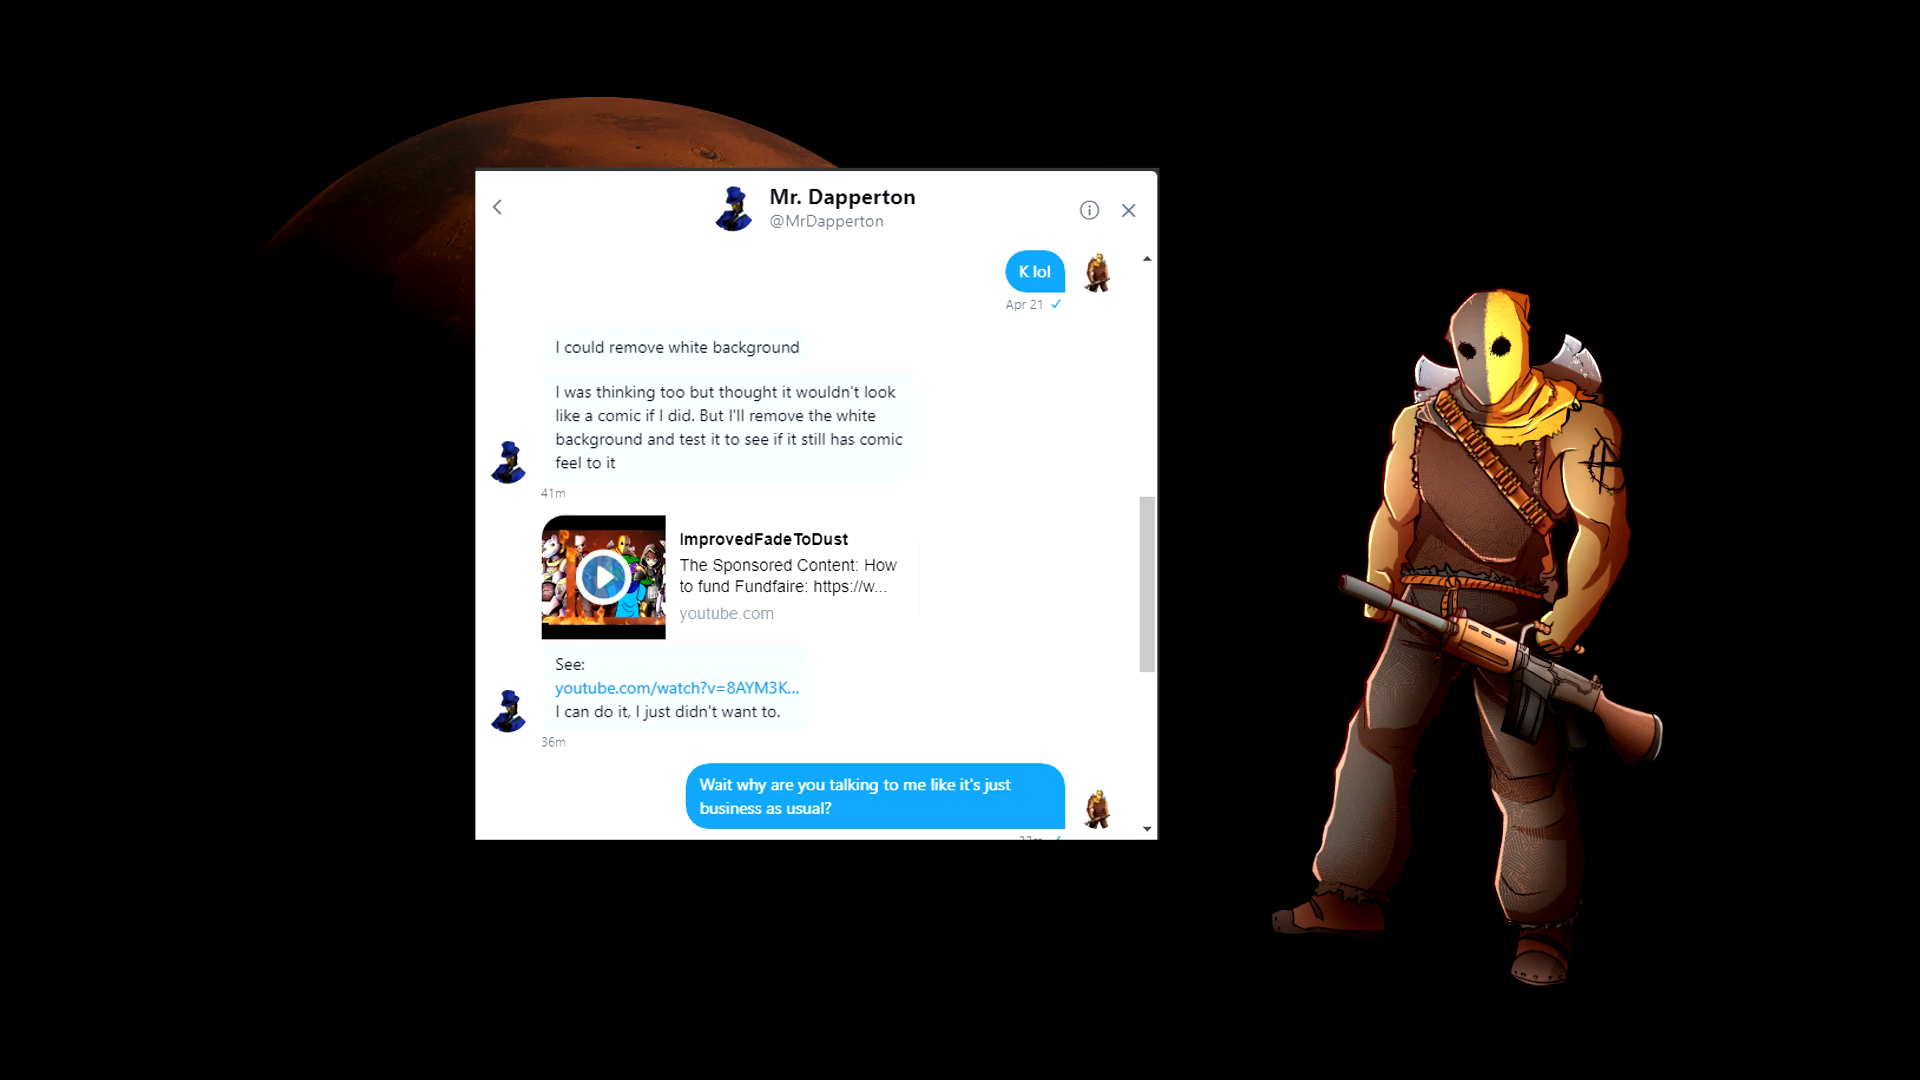 Mr. Dapperton
@MrDapperton
K lol
Apr 21
I could remove white background
I was thinking too but thought it wouldn't look
like a comic if I did. But I'll remove the white
background and test it to see if it still has comic
feel to it
41m
ImprovedFadeToDust
The Sponsored Content: How
to fund Fundfaire: https://w...
youtube.com
See:
youtube.com/watch?v=8AYM3K...
I can do it, I just didn't want to.
36m
Wait why are you talking to me like it's just
business as usual?